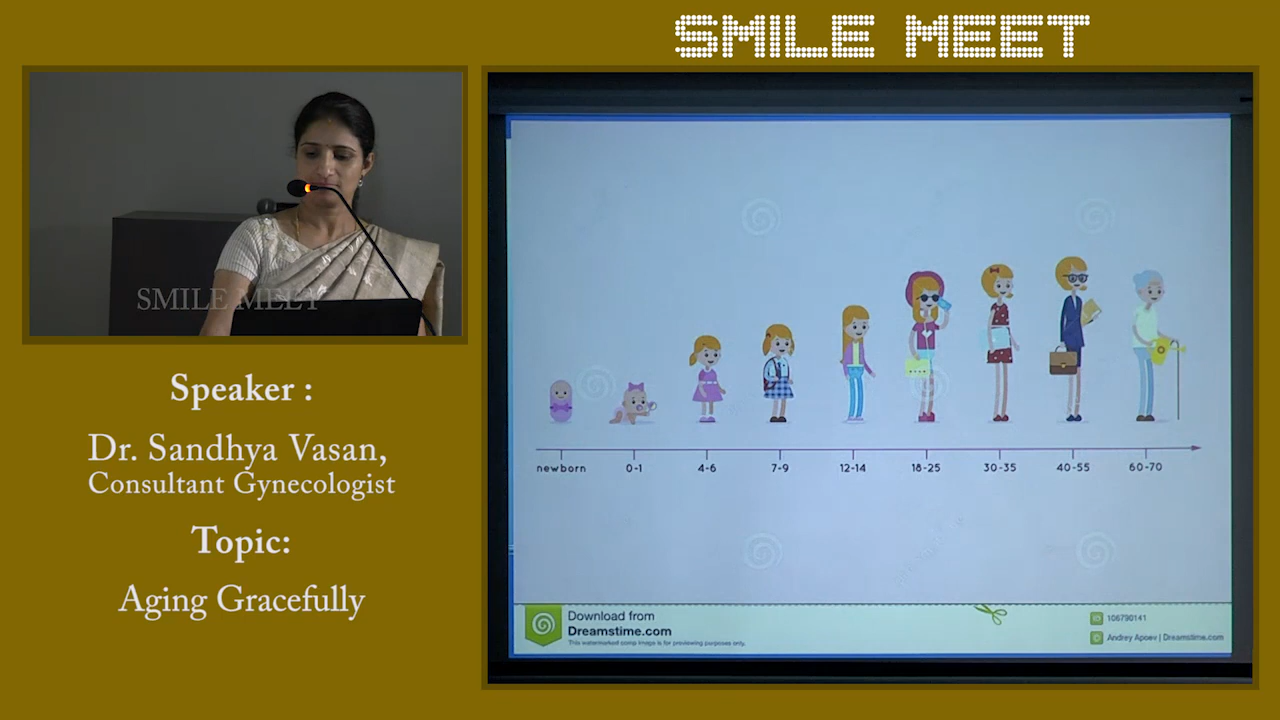 SMILE MEET
SMILE MEET
Speaker :
Dr. Sandhya Vasan,
Consultant Gynecologist
Topic:
Aging Gracefully
newborn
0-1
4-6
7-9
12-14
18-25
30-35
40-55
60-70
Download from
Dreamstime.com
This watermarked comp image is for previewing purposes only.
106790141
Andrey Apoev | Dreamstime.com